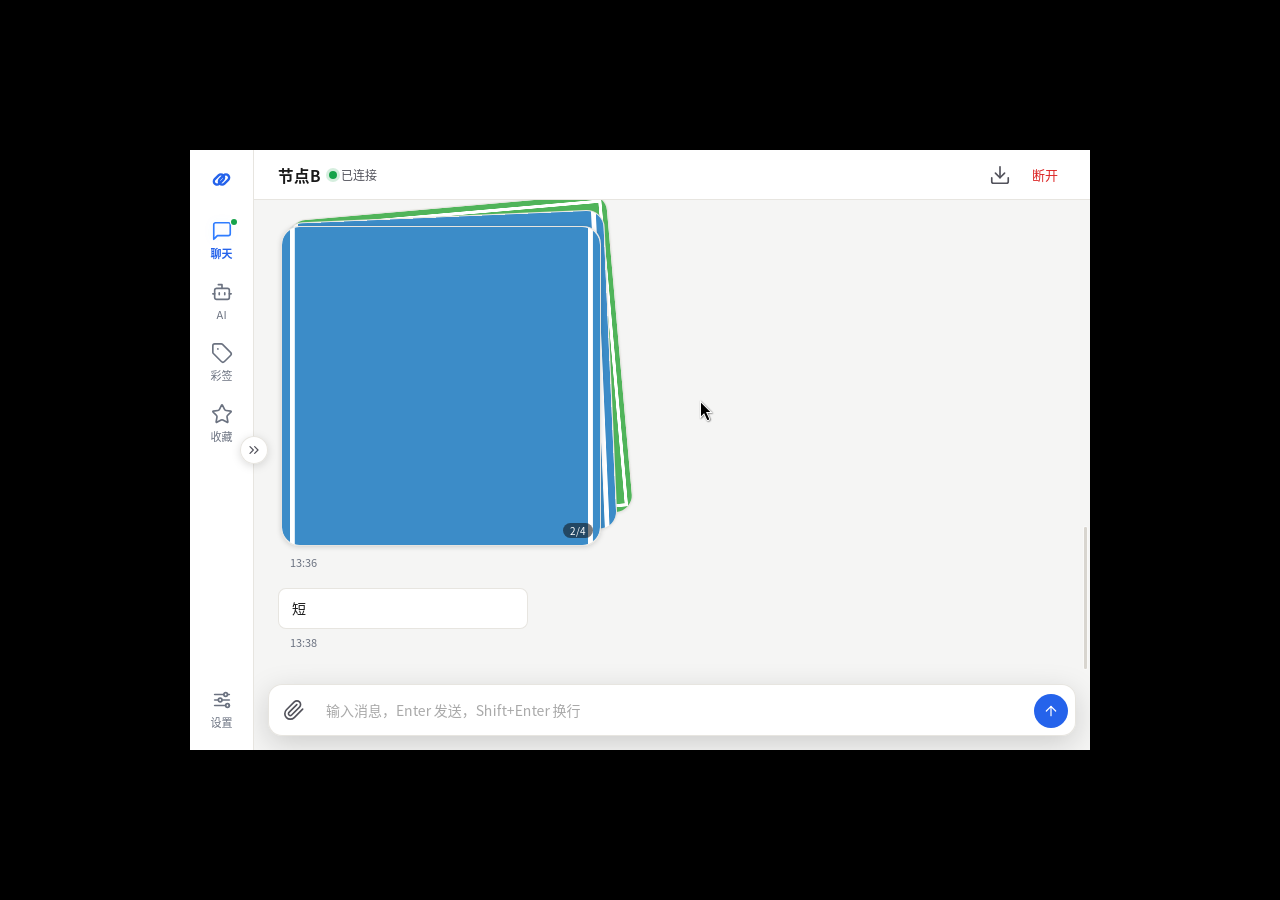 节点B 已连接 断开
聊天
AI
彩签
收藏
2/4
13:36
短
13:38
设置
输入消息，Enter 发送，Shift+Enter 换行